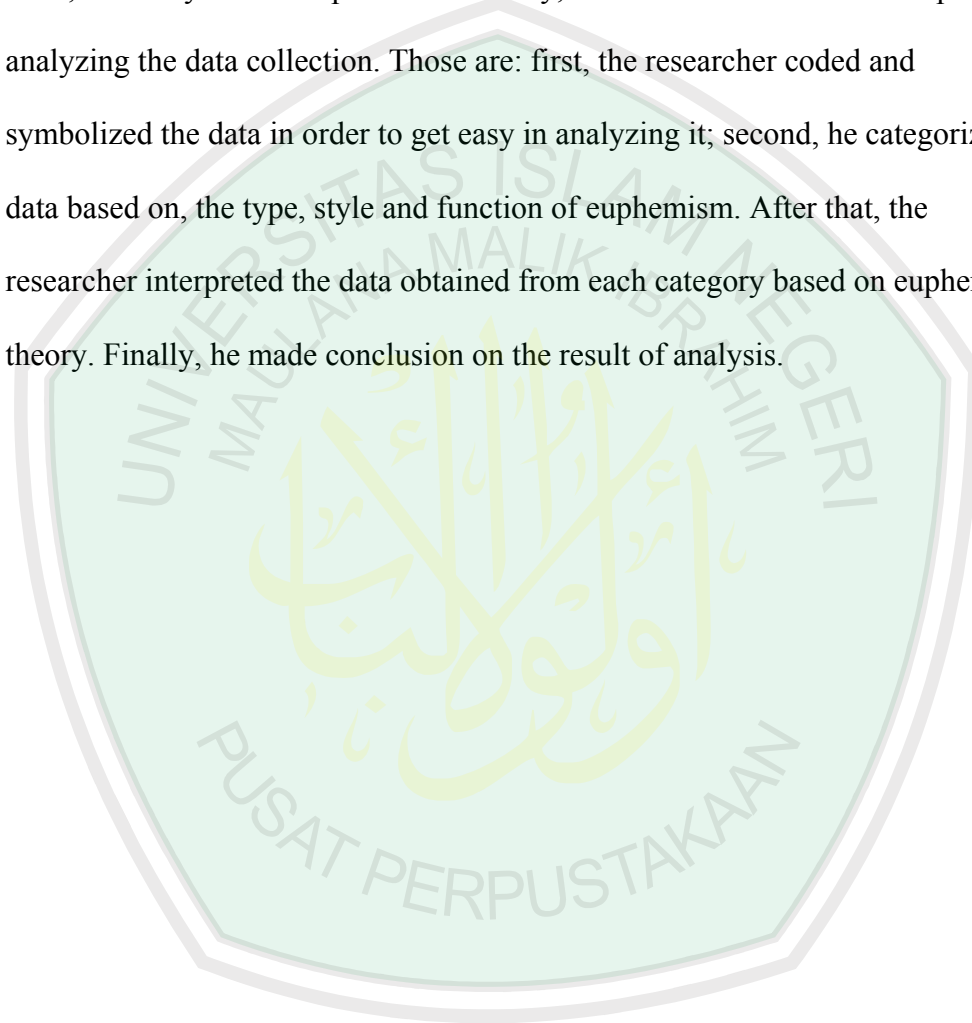 analyzing the data collection. Those are: first, the researcher coded and
symbolized the data in order to get easy in analyzing it; second, he categoriz
data based on, the type, style and function of euphemism. After that, the
researcher interpreted the data obtained from each category based on euphe
theory. Finally, he made conclusion on the result of analysis.
UNIVERSITAS ISLAM NEGERI
MAULANA MALIK IBRAHIM
PUSAT PERPUSTAKAAN